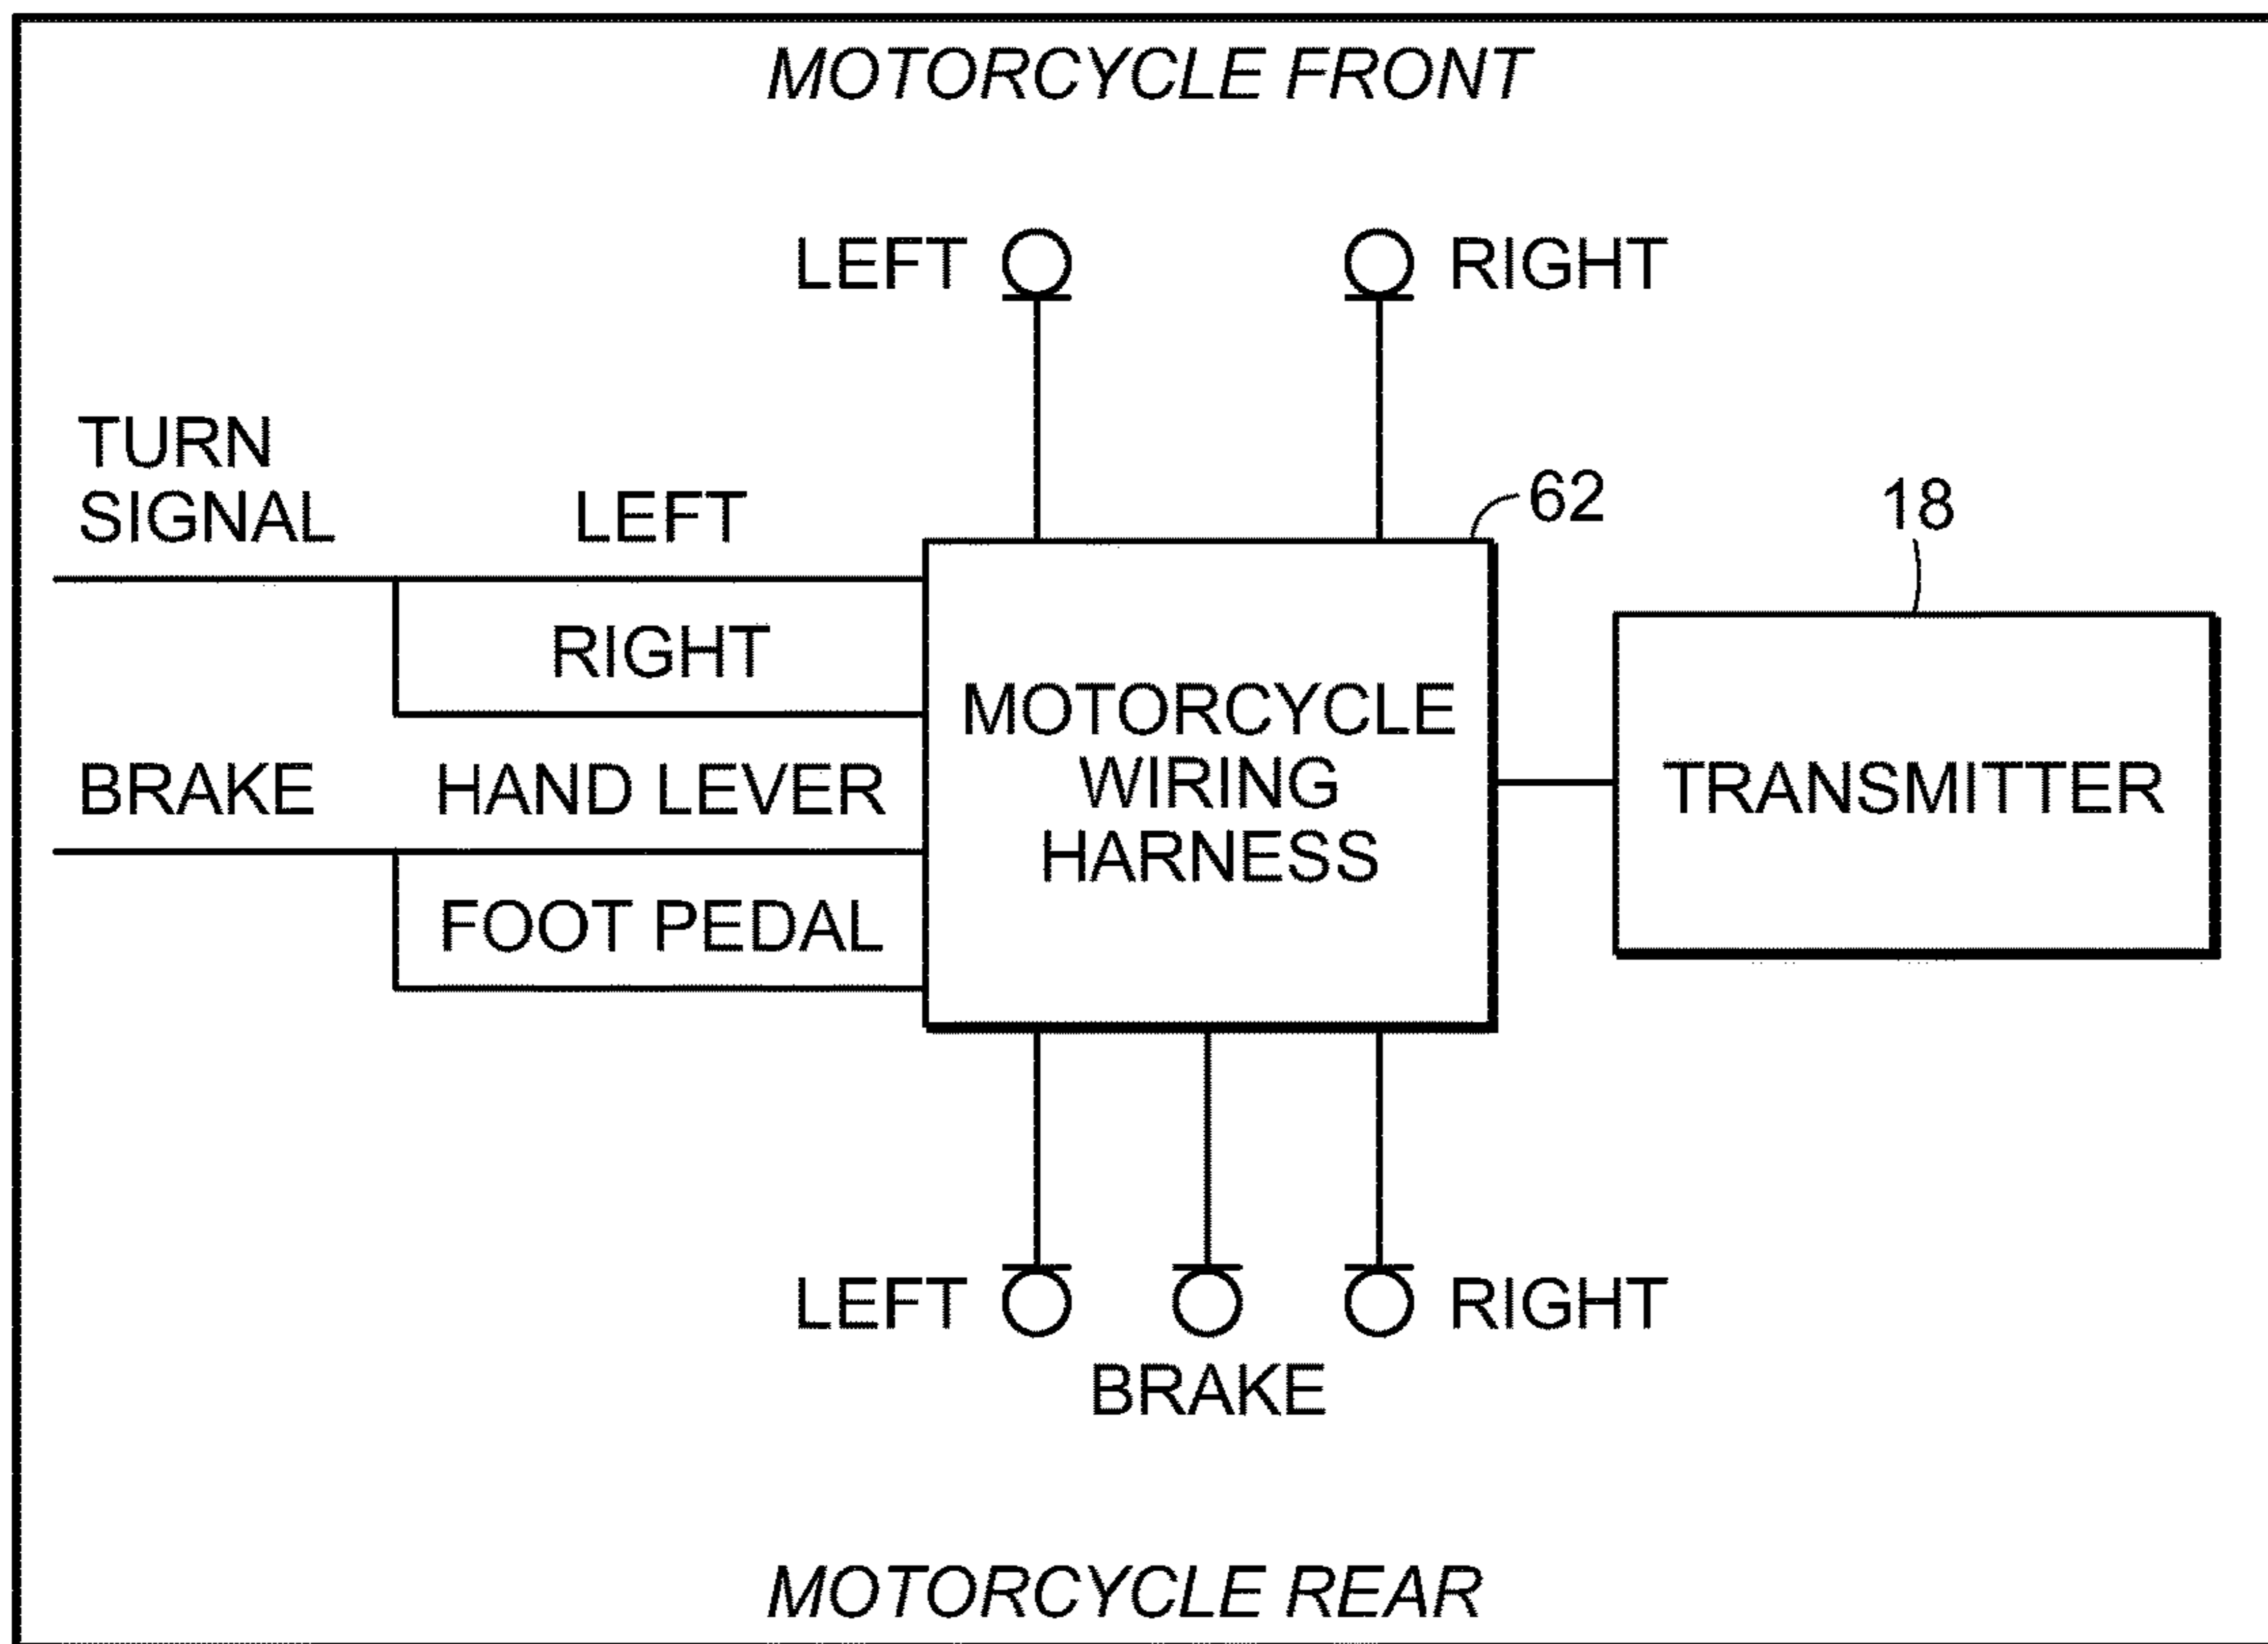 MOTORCYCLE FRONT
LEFT
RIGHT
TURN
SIGNAL
LEFT
62
18
RIGHT
MOTORCYCLE
WIRING
HARNESS
BRAKE
HAND LEVER
TRANSMITTER
FOOT PEDAL
LEFT
RIGHT
BRAKE
MOTORCYCLE REAR